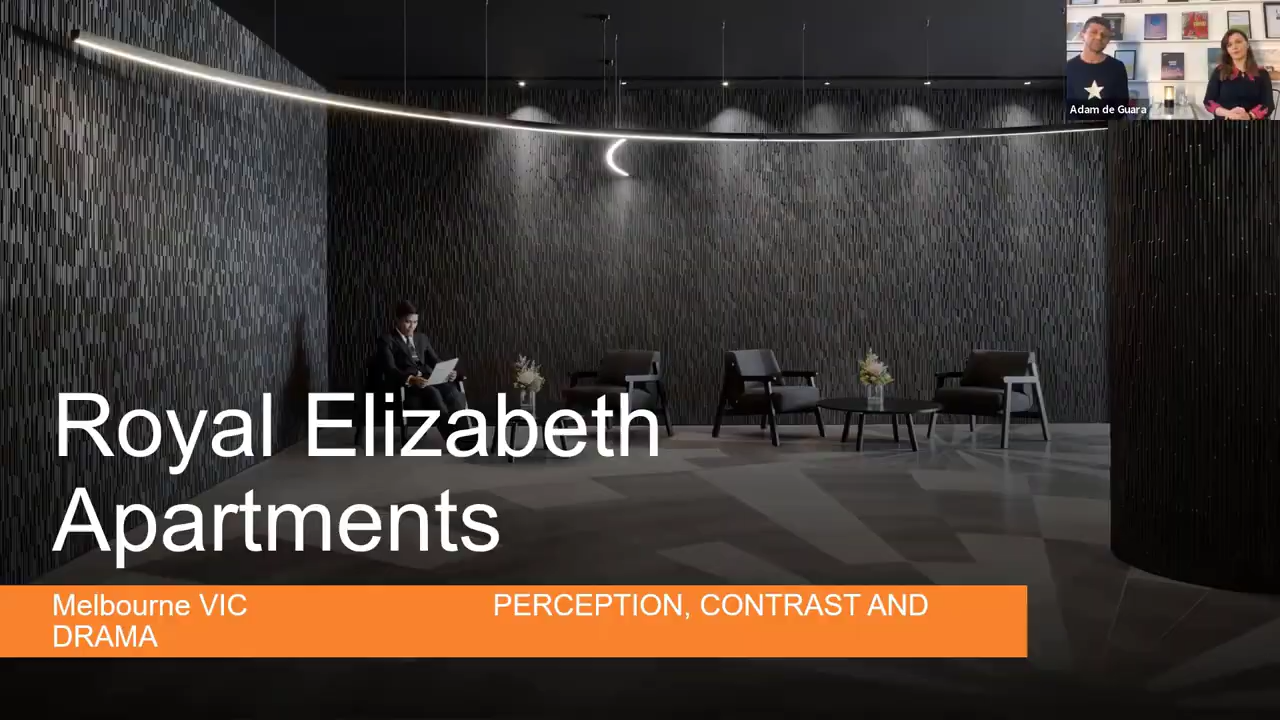 Adam de Guara
Royal Elizabeth
Apartments
Melbourne VIC PERCEPTION, CONTRAST AND
DRAMA